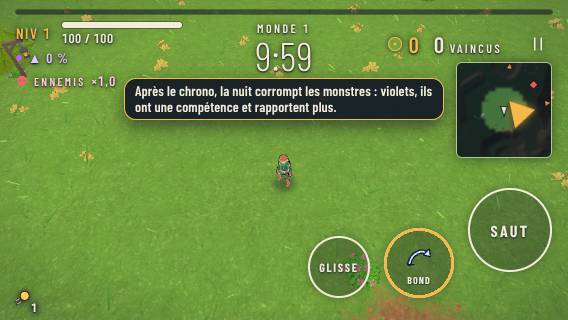 NIV 1
100 / 100
▲ 0 %
ENNEMIS ×1,0
MONDE 1
9:59
0
0 VAINCUS
Après le chrono, la nuit corrompt les monstres : violets, ils
ont une compétence et rapportent plus.
SAUT
GLISSE
BOND
1